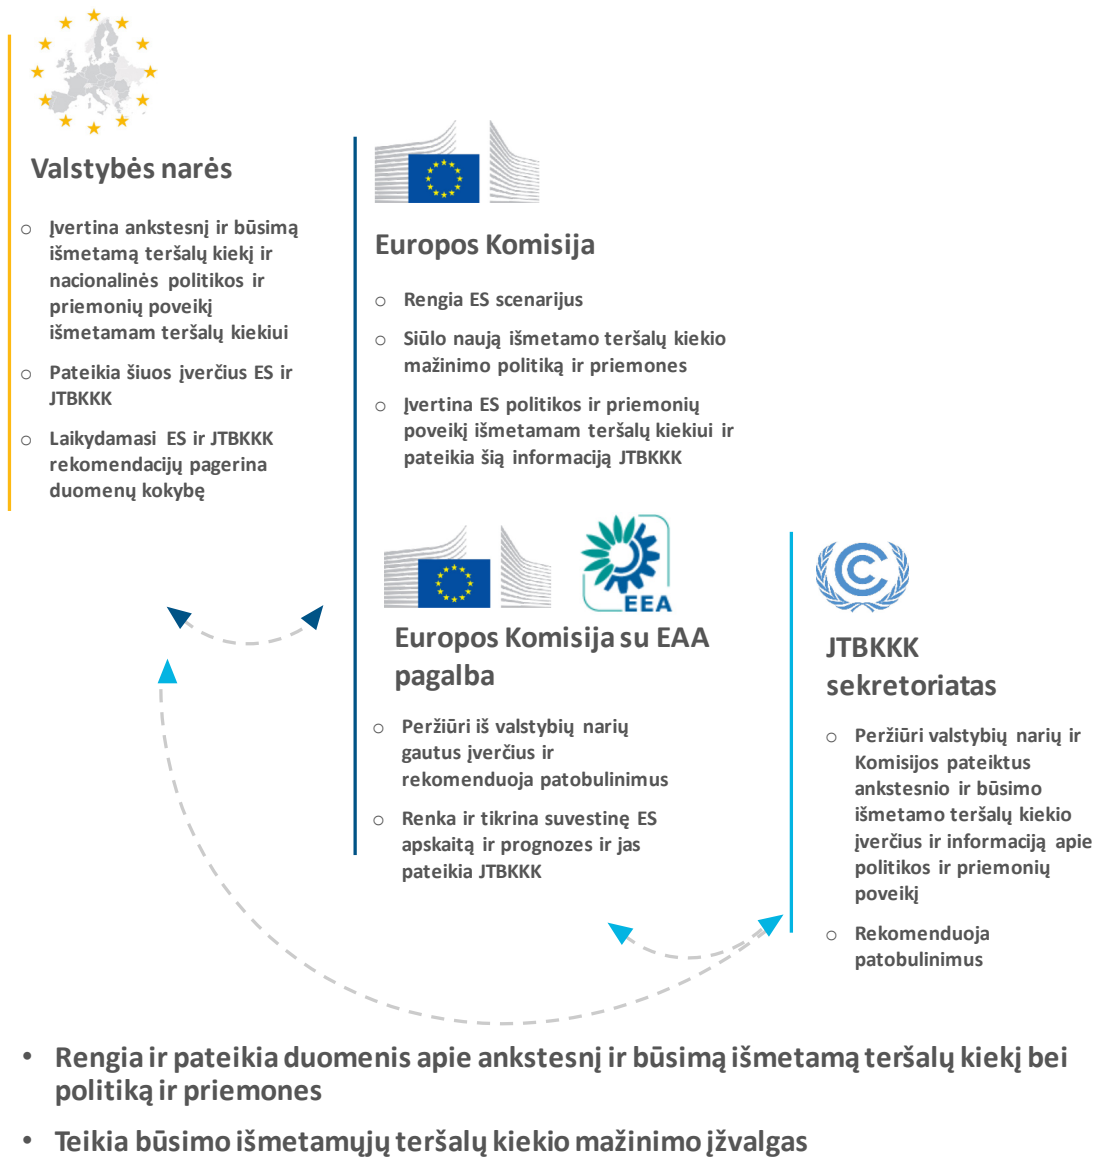 Valstybės narės
o Įvertina ankstesnį ir būsimą
išmetamą teršalų kiekį ir
nacionalinės politikos ir
priemonių poveikį
išmetamam teršalų kiekiui
o Pateikia šiuos įverčius ES ir
JTBKKK
o Laikydamasi ES ir JTBKKK
rekomendacijų pagerina
duomenų kokybę
Europos Komisija
o Rengia ES scenarijus
o Siūlo naują išmetamo teršalų kiekio
mažinimo politiką ir priemones
o Įvertina ES politikos ir priemonių
poveikį išmetamam teršalų kiekiui ir
pateikia šią informaciją JTBKKK
EEA
Europos Komisija su EAA
pagalba
o Peržiūri iš valstybių narių
gautus įverčius ir
rekomenduoja patobulinimus
o Renka ir tikrina suvestinę ES
apskaitą ir prognozes ir jas
pateikia JTBKKK
JTBKKK
sekretoriatas
o Peržiūri valstybių narių ir
Komisijos pateiktus
ankstesnio ir būsimo
išmetamo teršalų kiekio
įverčius ir informaciją apie
politikos ir priemonių
poveikį
o Rekomenduoja
patobulinimus
• Rengia ir pateikia duomenis apie ankstesnį ir būsimą išmetamą teršalų kiekį bei
politiką ir priemones
• Teikia būsimo išmetamųjų teršalų kiekio mažinimo įžvalgas